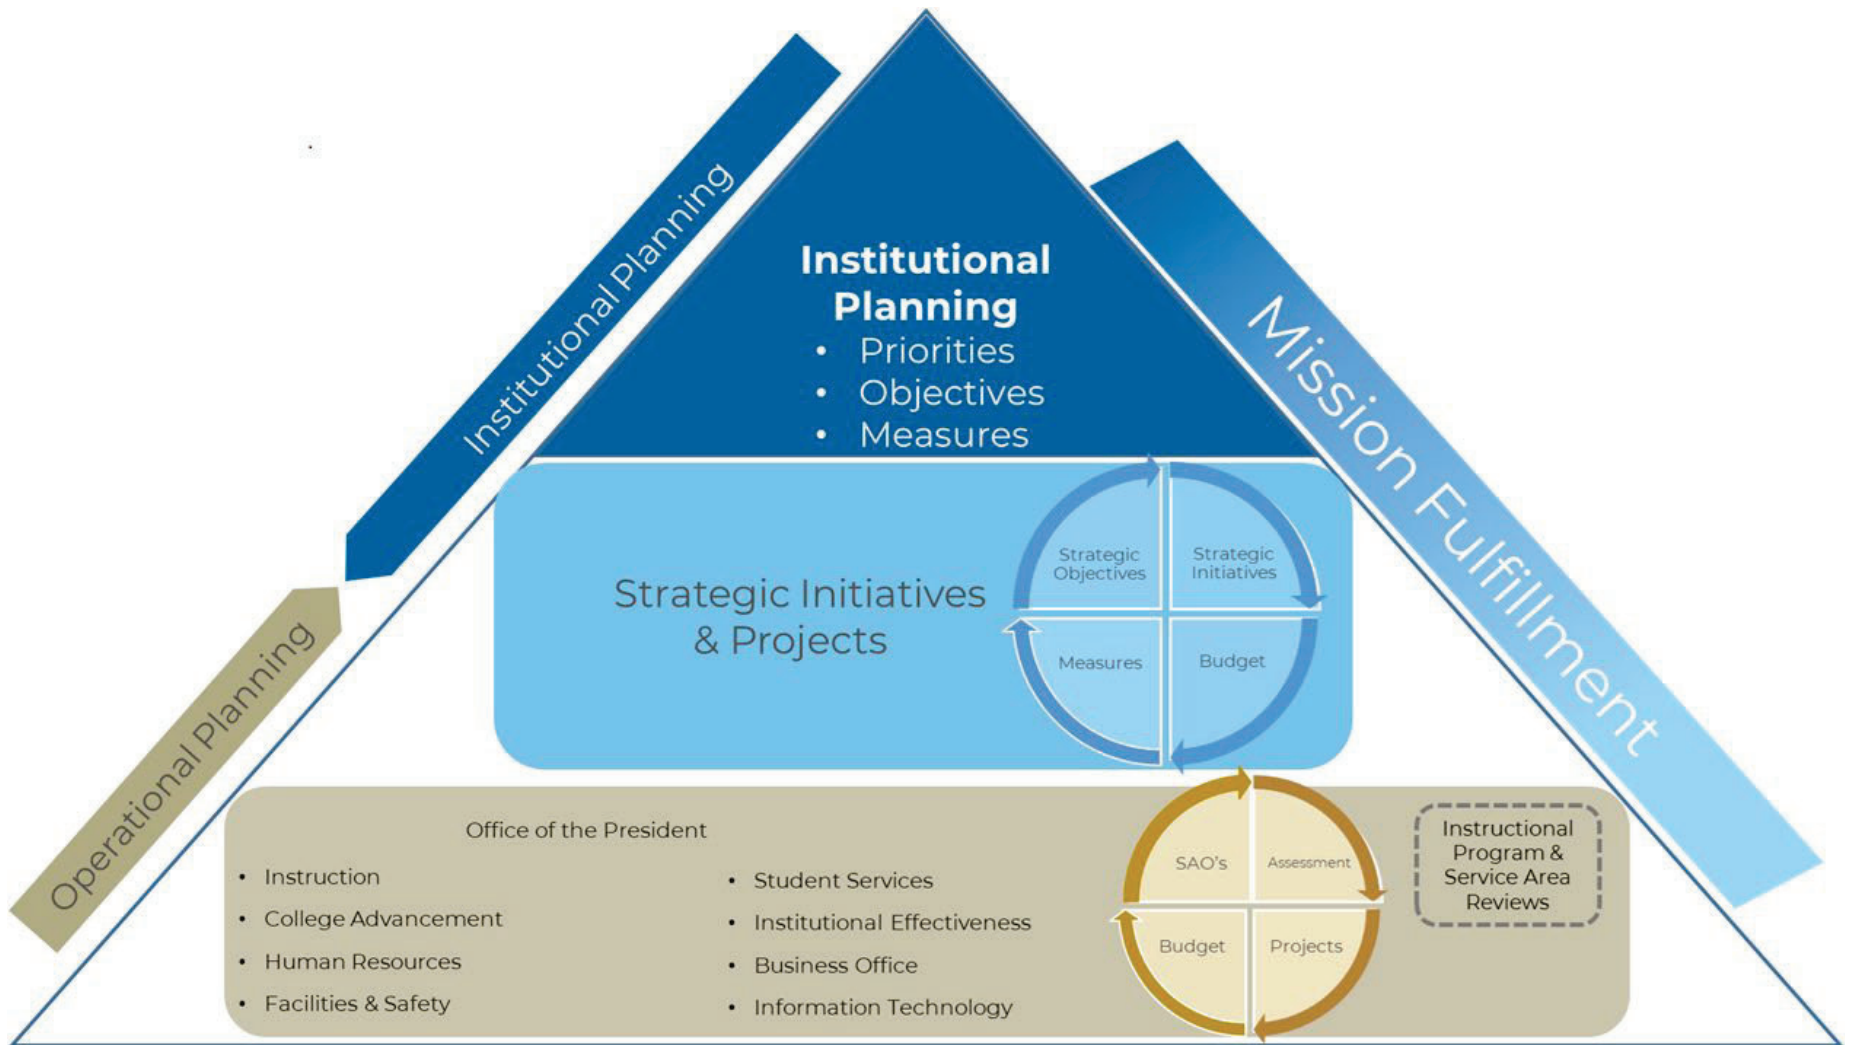 Institutional Planning
Operational Planning
Mission Fulfillment
Institutional
Planning
• Priorities
• Objectives
• Measures
Strategic Initiatives
& Projects
Strategic
Objectives
Strategic
Initiatives
Measures
Budget
Office of the President
• Instruction
• College Advancement
• Human Resources
• Facilities & Safety
• Student Services
• Institutional Effectiveness
• Business Office
• Information Technology
SAO's
Assessment
Budget
Projects
Instructional
Program &
Service Area
Reviews